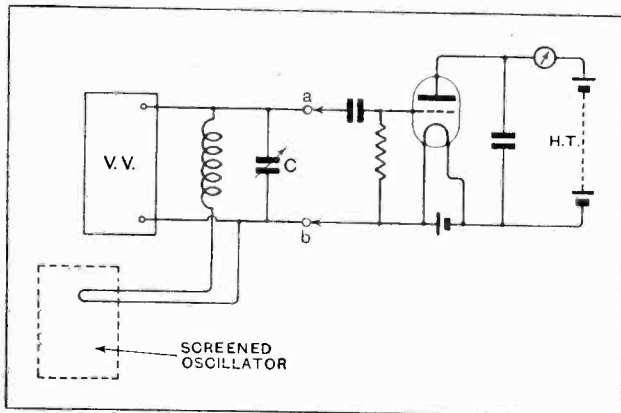 a
V. V.
C
H.T.
b
SCREENED
OSCILLATOR